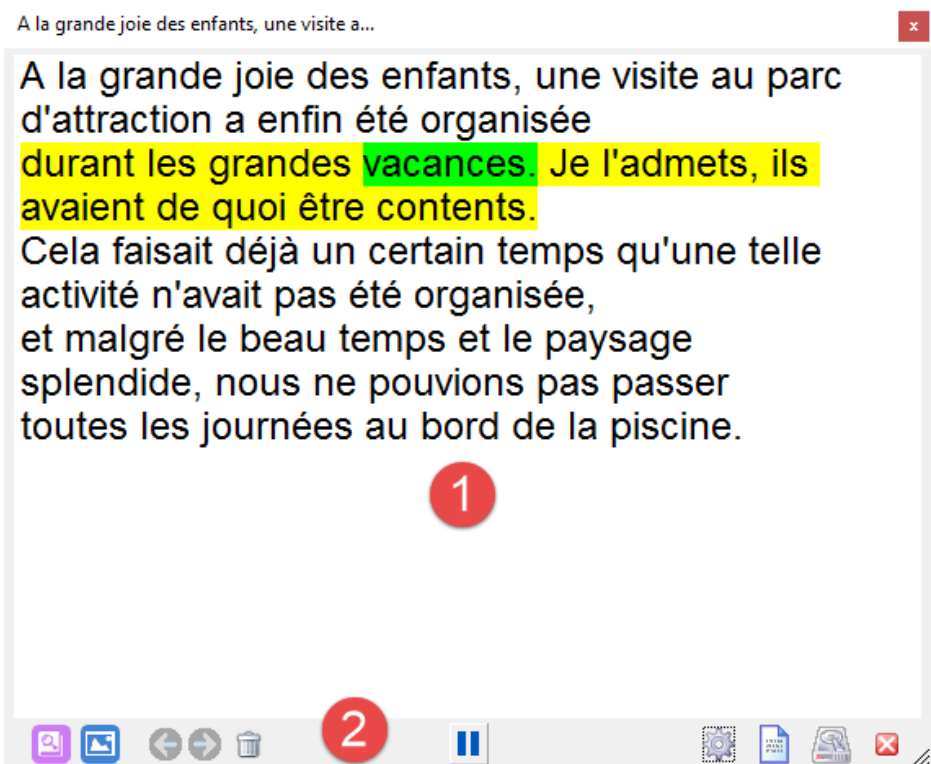 A la grande joie des enfants, une visite a...
x
A la grande joie des enfants, une visite au parc
d'attraction a enfin été organisée
durant les grandes vacances. Je l'admets, ils
avaient de quoi être contents.
Cela faisait déjà un certain temps qu'une telle
activité n'avait pas été organisée,
et malgré le beau temps et le paysage
splendide, nous ne pouvions pas passer
toutes les journées au bord de la piscine.
1
2